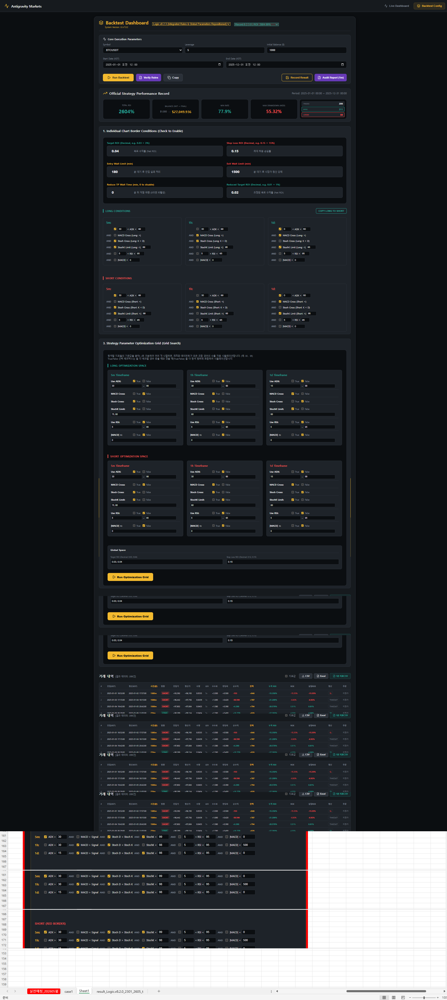 Antigravity Markets
Live Dashboard
Backtest Config
Backtest Dashboard
Logic.v8.2.3 (Integrated Rules & Global Parameters Repositioned)
Record.8.2.3.8 | ROI: 2604.99%
System Version: UI.v7.0.2
Core Execution Parameters
Symbol Leverage Initial Balance ($)
BTCUSDT 5 1000
Start Date (KST) End Date (KST)
2025-01-01 오전 12:00 2025-12-31 오전 12:00
Run Backtest Verify Rules Copy Record Result Audit Report (1m)
Official Strategy Performance Record Period: 2025-01-01 00:00 ~ 2025-12-31 00:00
TOTAL ROI BALANCE (INIT → FINAL) WIN RATE MAX DRAWDOWN (MDD)
2604% $1,000 → $27,049.936 77.9% 55.32%
TRADES 399
WINS 311
LOSSES 88
1. Individual Chart Border Conditions (Check to Enable)
Target ROI (Decimal, e.g. 0.03 = 3%) Stop Loss ROI (Decimal, e.g. 0.15 = 15%)
0.04 목표 수익률 (Net ROI) 0.15 최대 허용 손실률
Entry Wait Limit (min) Exit Wait Limit (min)
180 분 대기 후 진입 실패 처리 1500 분 대기 후 시장가 청산 강제
Reduce TP Wait Time (min, 0 to disable) Reduced Target ROI (Decimal, e.g. 0.01 = 1%)
0 분 뒤 익절 하향 (0이면 비활성) 0.02 조정된 목표 수익률 (Net ROI)
LONG CONDITIONS COPY LONG TO SHORT
5m: 1h: 1d:
30 < ADX < 99 30 < ADX < 99 0 < ADX < 60
AND MACD Cross (Long: >) AND MACD Cross (Long: >) AND MACD Cross (Long: >)
AND Stoch Cross (Long: K > D) AND Stoch Cross (Long: K > D) AND Stoch Cross (Long: K > D)
AND StochK Limit (Long: <) 99 AND StochK Limit (Long: <) 98 AND StochK Limit (Long: <) 98
AND 5 < RSI < 95 AND 5 < RSI < 95 AND 5 < RSI < 95
AND |MACD| < 0 AND |MACD| < 0 AND |MACD| < 0
SHORT CONDITIONS
5m: 1h: 1d:
30 < ADX < 99 30 < ADX < 99 0 < ADX < 60
AND MACD Cross (Short: <) AND MACD Cross (Short: <) AND MACD Cross (Short: <)
AND Stoch Cross (Short: K < D) AND Stoch Cross (Short: K < D) AND Stoch Cross (Short: K < D)
AND StochK Limit (Short: >) 99 AND StochK Limit (Short: >) 98 AND StochK Limit (Short: >) 98
AND 5 < RSI < 95 AND 5 < RSI < 95 AND 5 < RSI < 95
AND |MACD| < 0 AND |MACD| < 0 AND |MACD| < 0
3. Strategy Parameter Optimization Grid (Grid Search)
탐색할 지표들의 기준값을 콤마(,)로 구분하여 여러 개 나열하면, 최적화 에이전트가 모든 조합 경우의 수를 자동 시뮬레이션합니다.
True/False 선택 체크박스는 둘 다 체크할 경우 켰을 때와 껐을 때(True/False) 둘 다 탐색 범위에 포함하여 시뮬레이션합니다.
LONG OPTIMIZATION SPACE
5m Timeframe 1h Timeframe 1d Timeframe
Use ADX: True False Use ADX: True False Use ADX: True False
30 ~ 99 30 ~ 99 15 ~ 99
MACD Cross: True False MACD Cross: True False MACD Cross: True False
Stoch Cross: True False Stoch Cross: True False Stoch Cross: True False
StochK Limit: True False StochK Limit: True False StochK Limit: True False
75, 80 80 80
Use RSI: True False Use RSI: True False Use RSI: True False
5 ~ 95 5 ~ 95 5 ~ 95
|MACD| <: True False |MACD| <: True False |MACD| <: True False
0 0 0
SHORT OPTIMIZATION SPACE
5m Timeframe 1h Timeframe 1d Timeframe
Use ADX: True False Use ADX: True False Use ADX: True False
30 ~ 99 30 ~ 99 15 ~ 99
MACD Cross: True False MACD Cross: True False MACD Cross: True False
Stoch Cross: True False Stoch Cross: True False Stoch Cross: True False
StochK Limit: True False StochK Limit: True False StochK Limit: True False
75, 80 80 80
Use RSI: True False Use RSI: True False Use RSI: True False
5 ~ 95 5 ~ 95 5 ~ 95
|MACD| <: True False |MACD| <: True False |MACD| <: True False
0 0 0
Global Space
Target ROI (Decimal: 0.03, 0.04) Stop Loss ROI (Decimal: 0.12, 0.15)
0.03, 0.04 0.15
Run Optimization Grid
Target ROI (Decimal: 0.03, 0.04) Stop Loss ROI (Decimal: 0.12, 0.15)
0.03, 0.04 0.15
Run Optimization Grid
Target ROI (Decimal: 0.03, 0.04) Stop Loss ROI (Decimal: 0.12, 0.15)
0.03, 0.04 0.15
Run Optimization Grid
거래 내역 [결과 데이터: 399건] 지표값 CSV Excel 1분 지표CSV
# 진입(KST) 청산(KST) 시간(분) 방향 진입가 청산가 수량 LEV 수수료 펀딩피 순수익 잔액 누적 ROI ROE 실질ROE 청산 주문
1 2025-01-01 18:52:00 2025-01-02 17:57:00 1385m SHORT +93,392 +96,193 0.0535 5x +3.500 +0.500 -153 +846 -15.350% -15.35% -15.35% SL 지정가
2 2025-01-03 17:15:00 2025-01-04 18:15:00 1500m SHORT +96,442 +97,756 0.0439 5x +1.690 +0.420 -58.590 +787 -21.209% -6.92% -6.92% TIMEOUT 지정가
3 2025-01-04 19:42:00 2025-01-05 20:42:00 1500m SHORT +97,802 +97,604 0.0403 5x +1.580 +0.390 +6.390 +794 -20.570% 0.81% 0.81% TIMEOUT 지정가
거래 내역 [결과 데이터: 399건] 지표값 CSV Excel 1분 지표CSV
# 진입(KST) 청산(KST) 시간(분) 방향 진입가 청산가 수량 LEV 수수료 펀딩피 순수익 잔액 누적 ROI ROE 실질ROE 청산 주문
1 2025-01-01 18:52:00 2025-01-02 17:57:00 1385m SHORT +93,392 +96,193 0.0535 5x +3.500 +0.500 -153 +846 -15.350% -15.35% -15.35% SL 지정가
2 2025-01-03 17:15:00 2025-01-04 18:15:00 1500m SHORT +96,442 +97,756 0.0439 5x +1.690 +0.420 -58.590 +787 -21.209% -6.92% -6.92% TIMEOUT 지정가
3 2025-01-04 19:42:00 2025-01-05 20:42:00 1500m SHORT +97,802 +97,604 0.0403 5x +1.580 +0.390 +6.390 +794 -20.570% 0.81% 0.81% TIMEOUT 지정가
거래 내역 [결과 데이터: 399건] 지표값 CSV Excel 1분 지표CSV
# 진입(KST) 청산(KST) 시간(분) 방향 진입가 청산가 수량 LEV 수수료 펀딩피 순수익 잔액 누적 ROI ROE 실질ROE 청산 주문
1 2025-01-01 18:52:00 2025-01-02 17:57:00 1385m SHORT +93,392 +96,193 0.0535 5x +3.500 +0.500 -153 +846 -15.350% -15.35% -15.35% SL 지정가
2 2025-01-03 17:15:00 2025-01-04 18:15:00 1500m SHORT +96,442 +97,756 0.0439 5x +1.690 +0.420 -58.590 +787 -21.209% -6.92% -6.92% TIMEOUT 지정가
3 2025-01-04 19:42:00 2025-01-05 20:42:00 1500m SHORT +97,802 +97,604 0.0403 5x +1.580 +0.390 +6.390 +794 -20.570% 0.81% 0.81% TIMEOUT 지정가
거래 내역 [결과 데이터: 399건] 지표값 CSV Excel 1분 지표CSV
# 진입(KST) 청산(KST) 시간(분) 방향 진입가 청산가 수량 LEV 수수료 펀딩피 순수익 잔액 누적 ROI ROE 실질ROE 청산 주문
1 2025-01-01 18:52:00 2025-01-02 17:57:00 1385m SHORT +93,392 +96,193 0.0535 5x +3.500 +0.500 -153 +846 -15.350% -15.35% -15.35% SL 지정가
2 2025-01-03 17:15:00 2025-01-04 18:15:00 1500m SHORT +96,442 +97,756 0.0439 5x +1.690 +0.420 -58.590 +787 -21.209% -6.92% -6.92% TIMEOUT 지정가
3 2025-01-04 19:42:00 2025-01-05 20:42:00 1500m SHORT +97,802 +97,604 0.0403 5x +1.580 +0.390 +6.390 +794 -20.570% 0.81% 0.81% TIMEOUT 지정가
161 5m: ADX > 30 AND MACD > Signal AND Stoch D < Stoch K AND StochK < 99 AND 5 < RSI < 95 AND |MACD| < 0
162
163 1h: ADX > 30 AND MACD > Signal AND Stoch D < Stoch K AND StochK < 98 AND 5 < RSI < 95 AND |MACD| < 500
164 1d: ADX > 15 AND MACD > Signal AND Stoch D < Stoch K AND StochK < 98 AND 5 < RSI < 95 AND |MACD| < 0
165
166
167
161 5m: ADX > 30 AND MACD > Signal AND Stoch D < Stoch K AND StochK < 99 AND 5 < RSI < 95 AND |MACD| < 0
162
163 1h: ADX > 30 AND MACD > Signal AND Stoch D < Stoch K AND StochK < 98 AND 5 < RSI < 95 AND |MACD| < 500
164 1d: ADX > 15 AND MACD > Signal AND Stoch D < Stoch K AND StochK < 98 AND 5 < RSI < 95 AND |MACD| < 0
165
166
167
166
167
168 SHORT (RED BORDER)
169
170 5m: ADX > 30 AND MACD < Signal AND Stoch D > Stoch K AND StochK < 99 AND 5 < RSI < 95 AND |MACD| < 0
171 1h: ADX > 30 AND MACD < Signal AND Stoch D > Stoch K AND StochK < 98 AND 5 < RSI < 95 AND |MACD| < 500
172
153
154
155
156
157
158
159
실전매칭_202605월 case1 Sheet1 result_Logic.v8.2.0_2301_2605_t +
준비 100